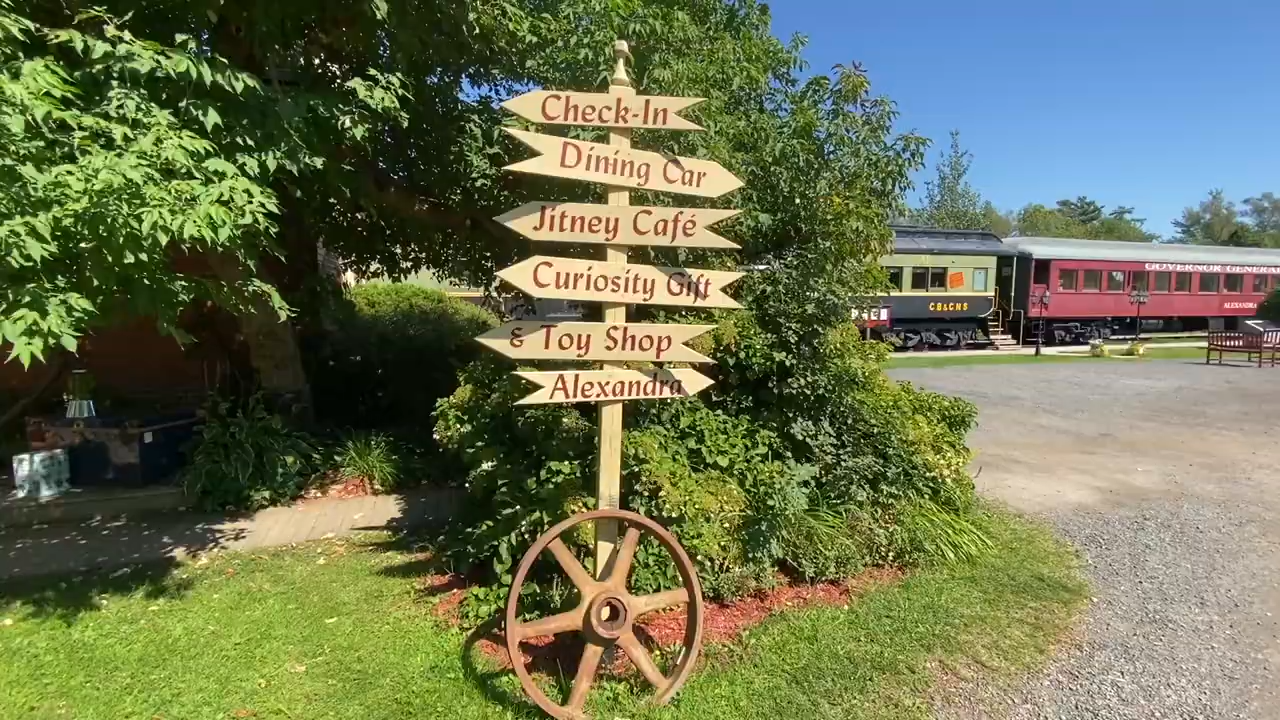 Check-In
Dining Car
Jitney Café
Curiosity Gift
& Toy Shop
Alexandra
CB&CNS
GOVERNOR GENERAL
ALEXANDRA